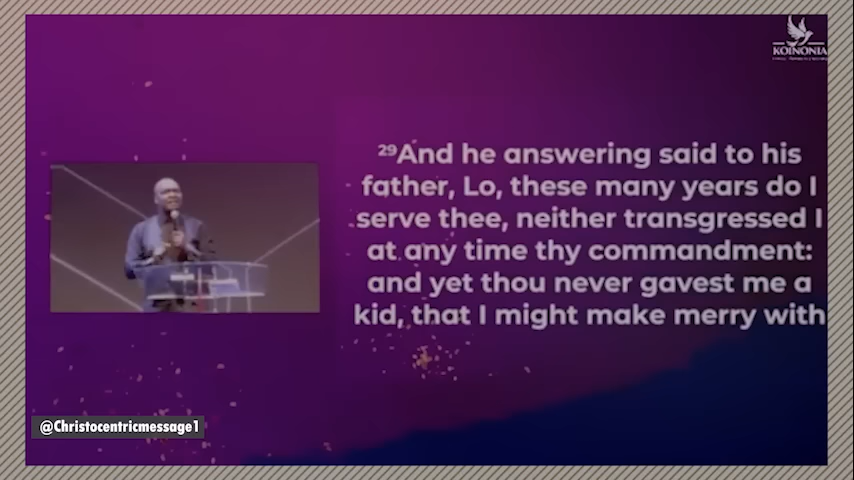 KOINONIA
²⁹And he answering said to his
father, Lo, these many years do I
serve thee, neither transgressed I
at any time thy commandment:
and yet thou never gavest me a
kid, that I might make merry with
@Christocentricmessage1